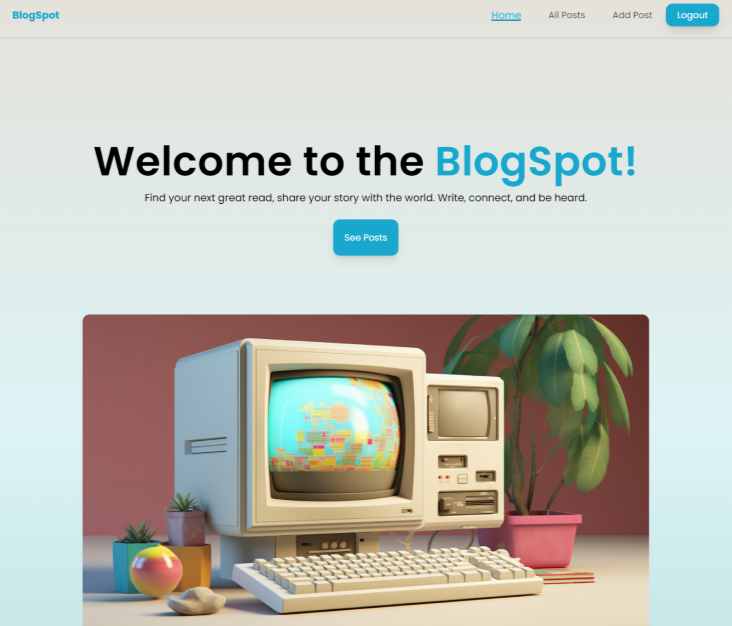 BlogSpot
Home
All Posts
Add Post
Logout
Welcome to the BlogSpot!
Find your next great read, share your story with the world. Write, connect, and be heard.
See Posts